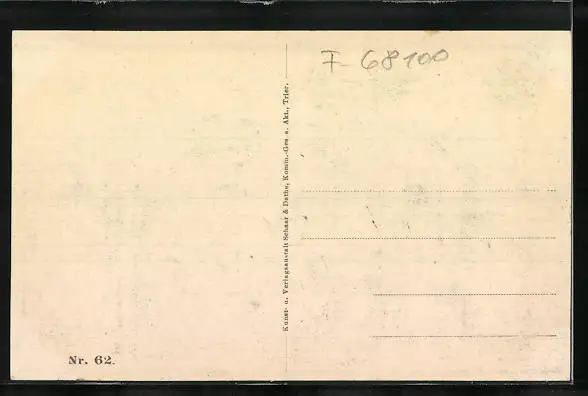 F-68100
Kunst- u. Verlagsanstalt Schaar & Dathe, Komm.-Ges a. Akt., Trier.
Nr. 62.